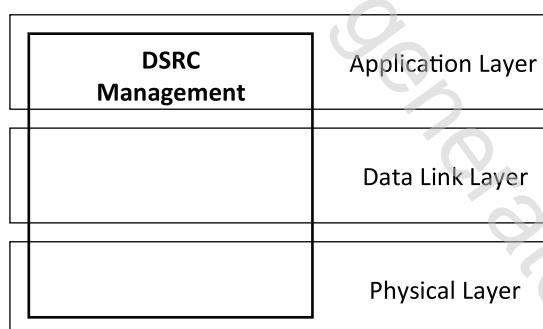 DSRC
Management
Application Layer
Data Link Layer
Physical Layer